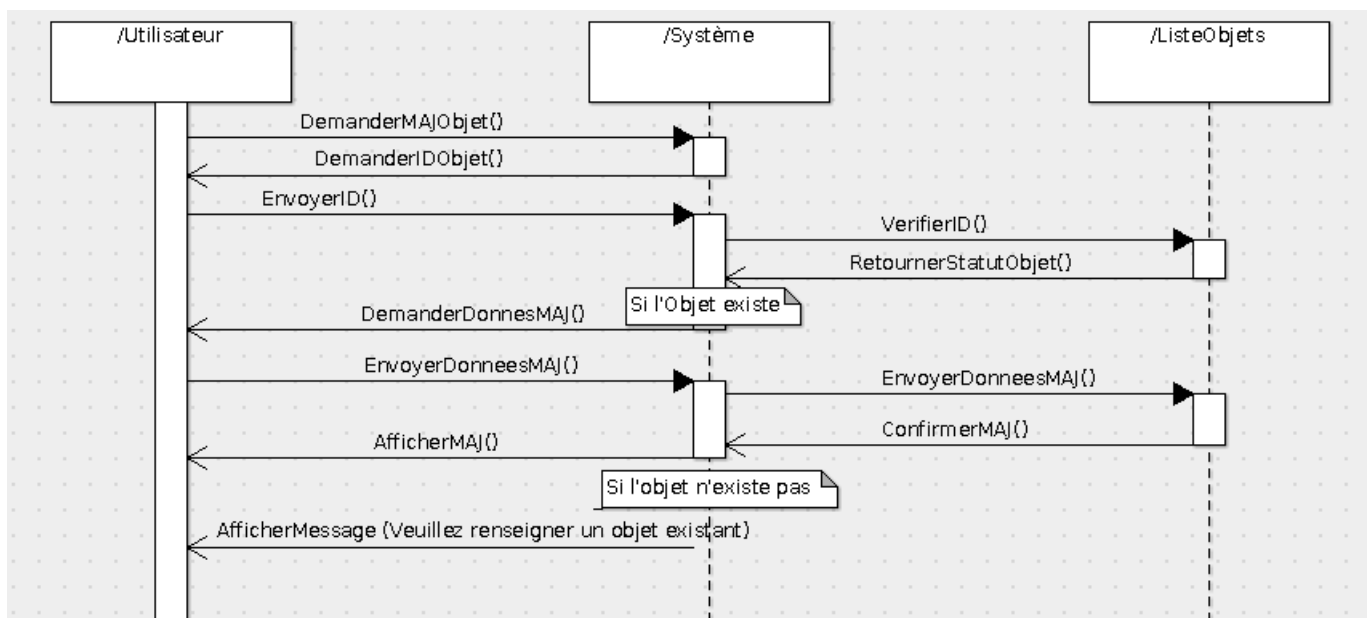 /Utilisateur
/Système
/ListeObjets
DemanderMAJObjet()
DemanderIDObjet()
EnvoyerID()
VerifierID()
RetournerStatutObjet()
Si l'Objet existe
DemanderDonnesMAJ()
EnvoyerDonneesMAJ()
EnvoyerDonneesMAJ()
ConfirmerMAJ()
AfficherMAJ()
Si l'objet n'existe pas
AfficherMessage (Veuillez renseigner un objet existant)